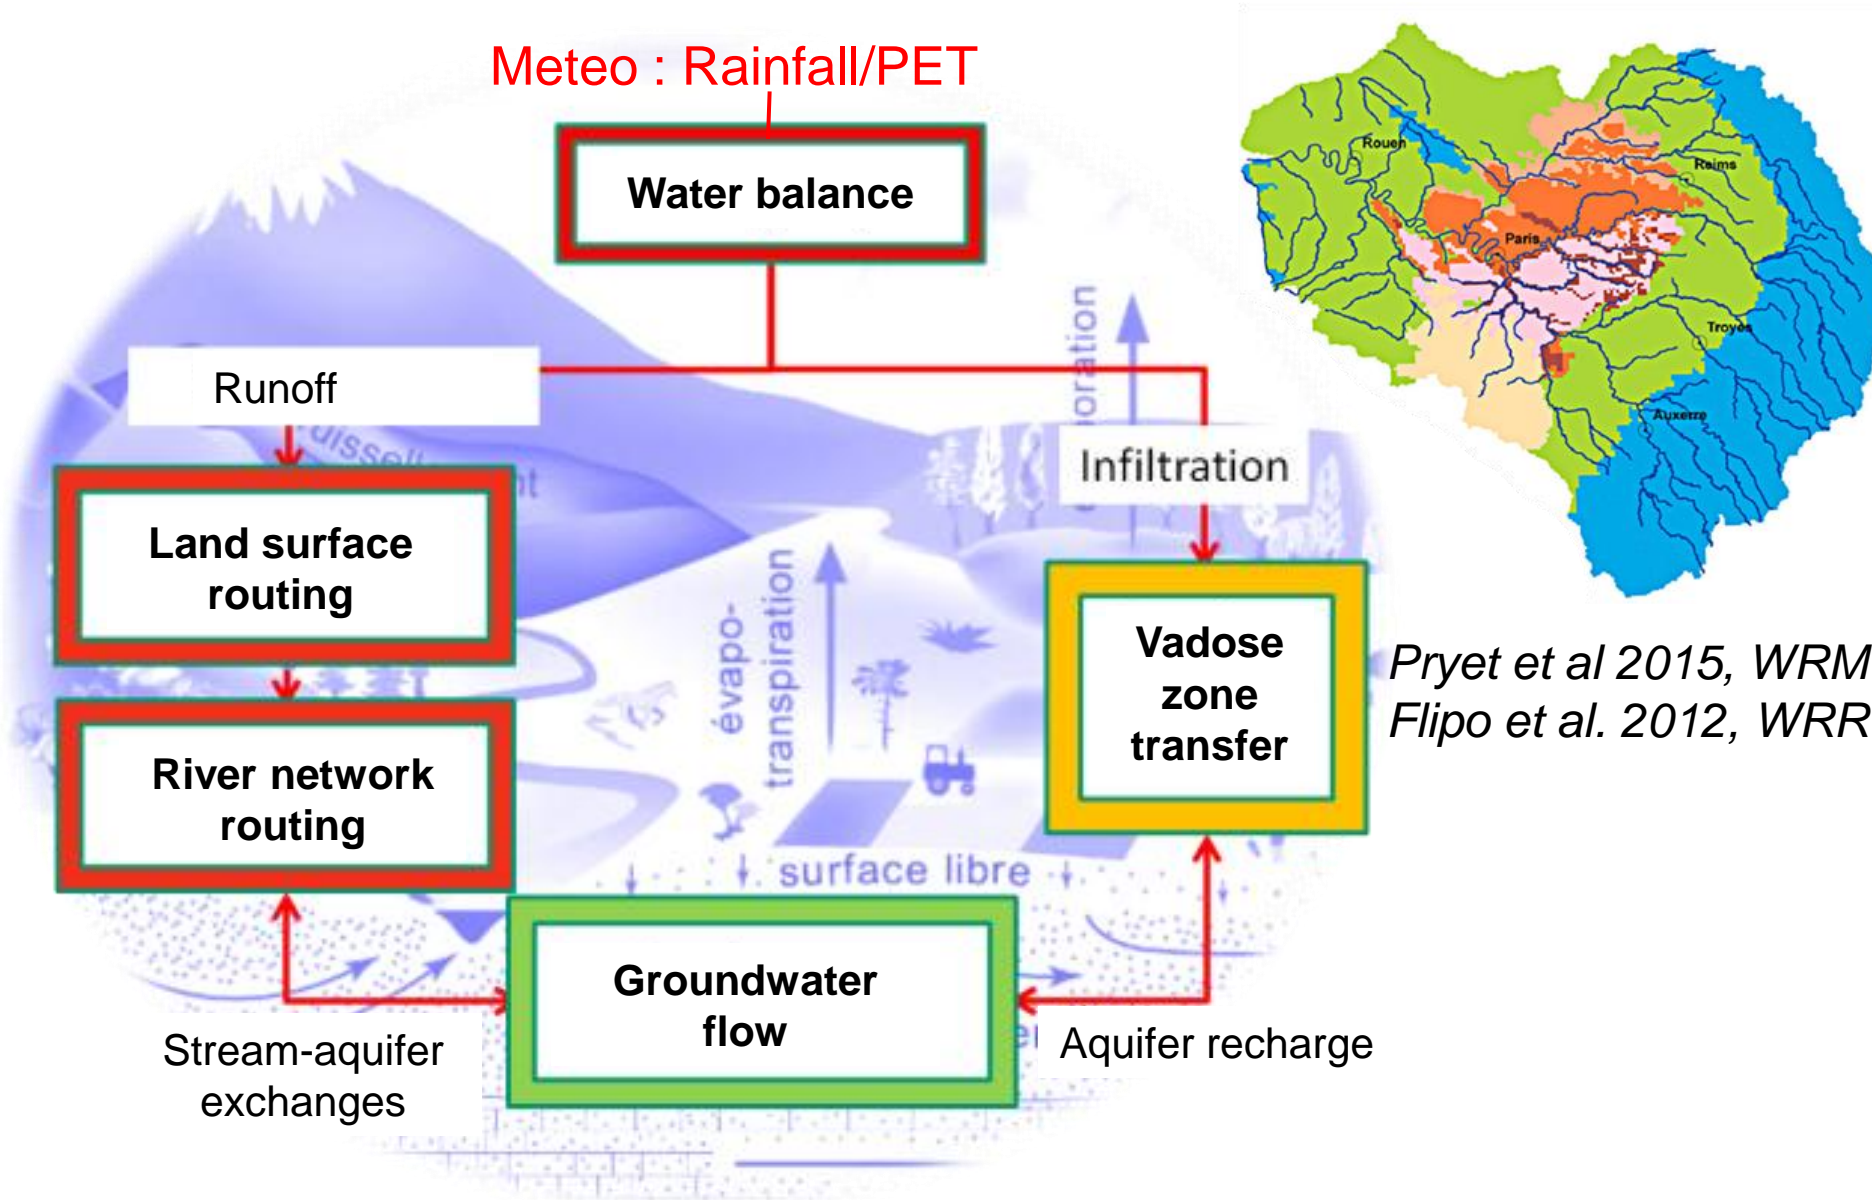 Meteo : Rainfall/PET
Water balance
Rouen
Reims
Paris
Troyes
Auxerre
Runoff
Infiltration
Land surface
routing
évapo-
transpiration
Vadose
zone
transfer
Pryet et al 2015, WRM
Flipo et al. 2012, WRR
River network
routing
surface libre
Groundwater
flow
Stream-aquifer
exchanges
Aquifer recharge